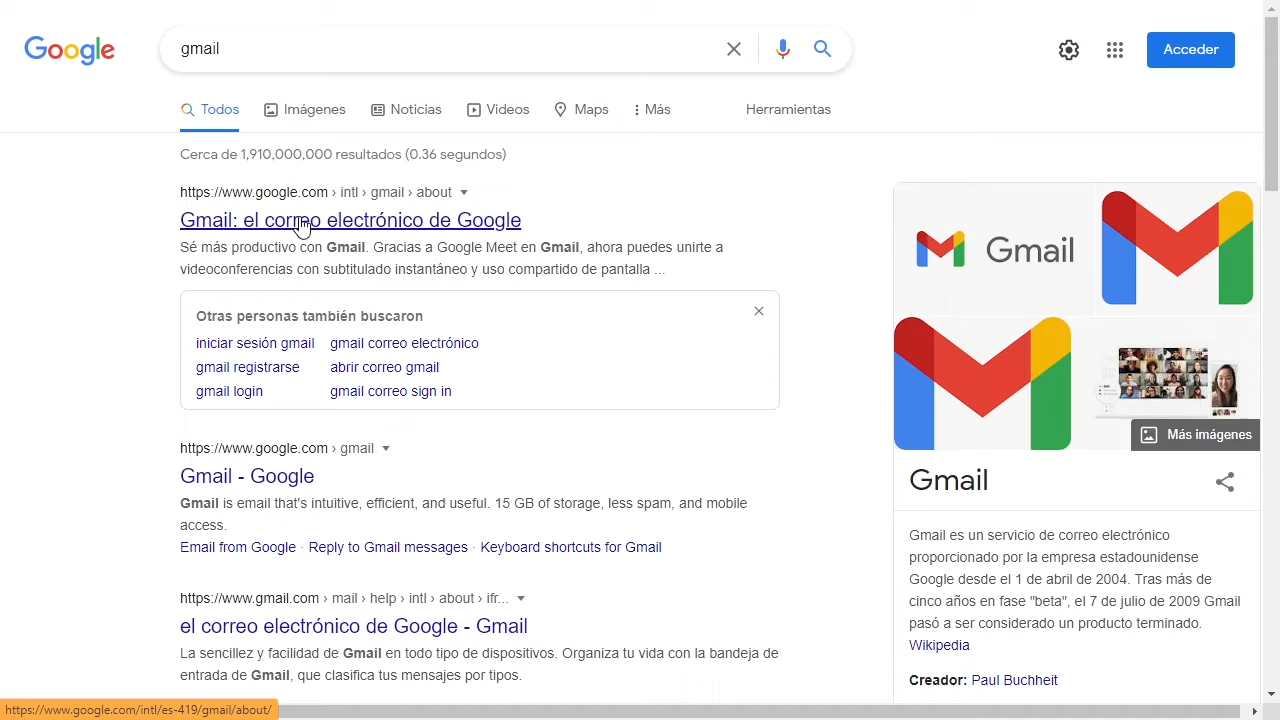 Google
gmail
Acceder
Todos
Imágenes
Noticias
Videos
Maps
Más
Herramientas
Cerca de 1,910,000,000 resultados (0.36 segundos)
https://www.google.com › intl › gmail › about
Gmail: el correo electrónico de Google
Sé más productivo con Gmail. Gracias a Google Meet en Gmail, ahora puedes unirte a
videoconferencias con subtitulado instantáneo y uso compartido de pantalla ...
Otras personas también buscaron
iniciar sesión gmail
gmail correo electrónico
gmail registrarse
abrir correo gmail
gmail login
gmail correo sign in
https://www.google.com › gmail
Gmail - Google
Gmail is email that's intuitive, efficient, and useful. 15 GB of storage, less spam, and mobile
access.
Email from Google · Reply to Gmail messages · Keyboard shortcuts for Gmail
https://www.gmail.com › mail › help › intl › about › ifr...
el correo electrónico de Google - Gmail
La sencillez y facilidad de Gmail en todo tipo de dispositivos. Organiza tu vida con la bandeja de
entrada de Gmail, que clasifica tus mensajes por tipos.
Gmail
Más imágenes
Gmail
Gmail es un servicio de correo electrónico
proporcionado por la empresa estadounidense
Google desde el 1 de abril de 2004. Tras más de
cinco años en fase "beta", el 7 de julio de 2009 Gmail
pasó a ser considerado un producto terminado.
Wikipedia
Creador: Paul Buchheit
https://www.google.com/intl/es-419/gmail/about/